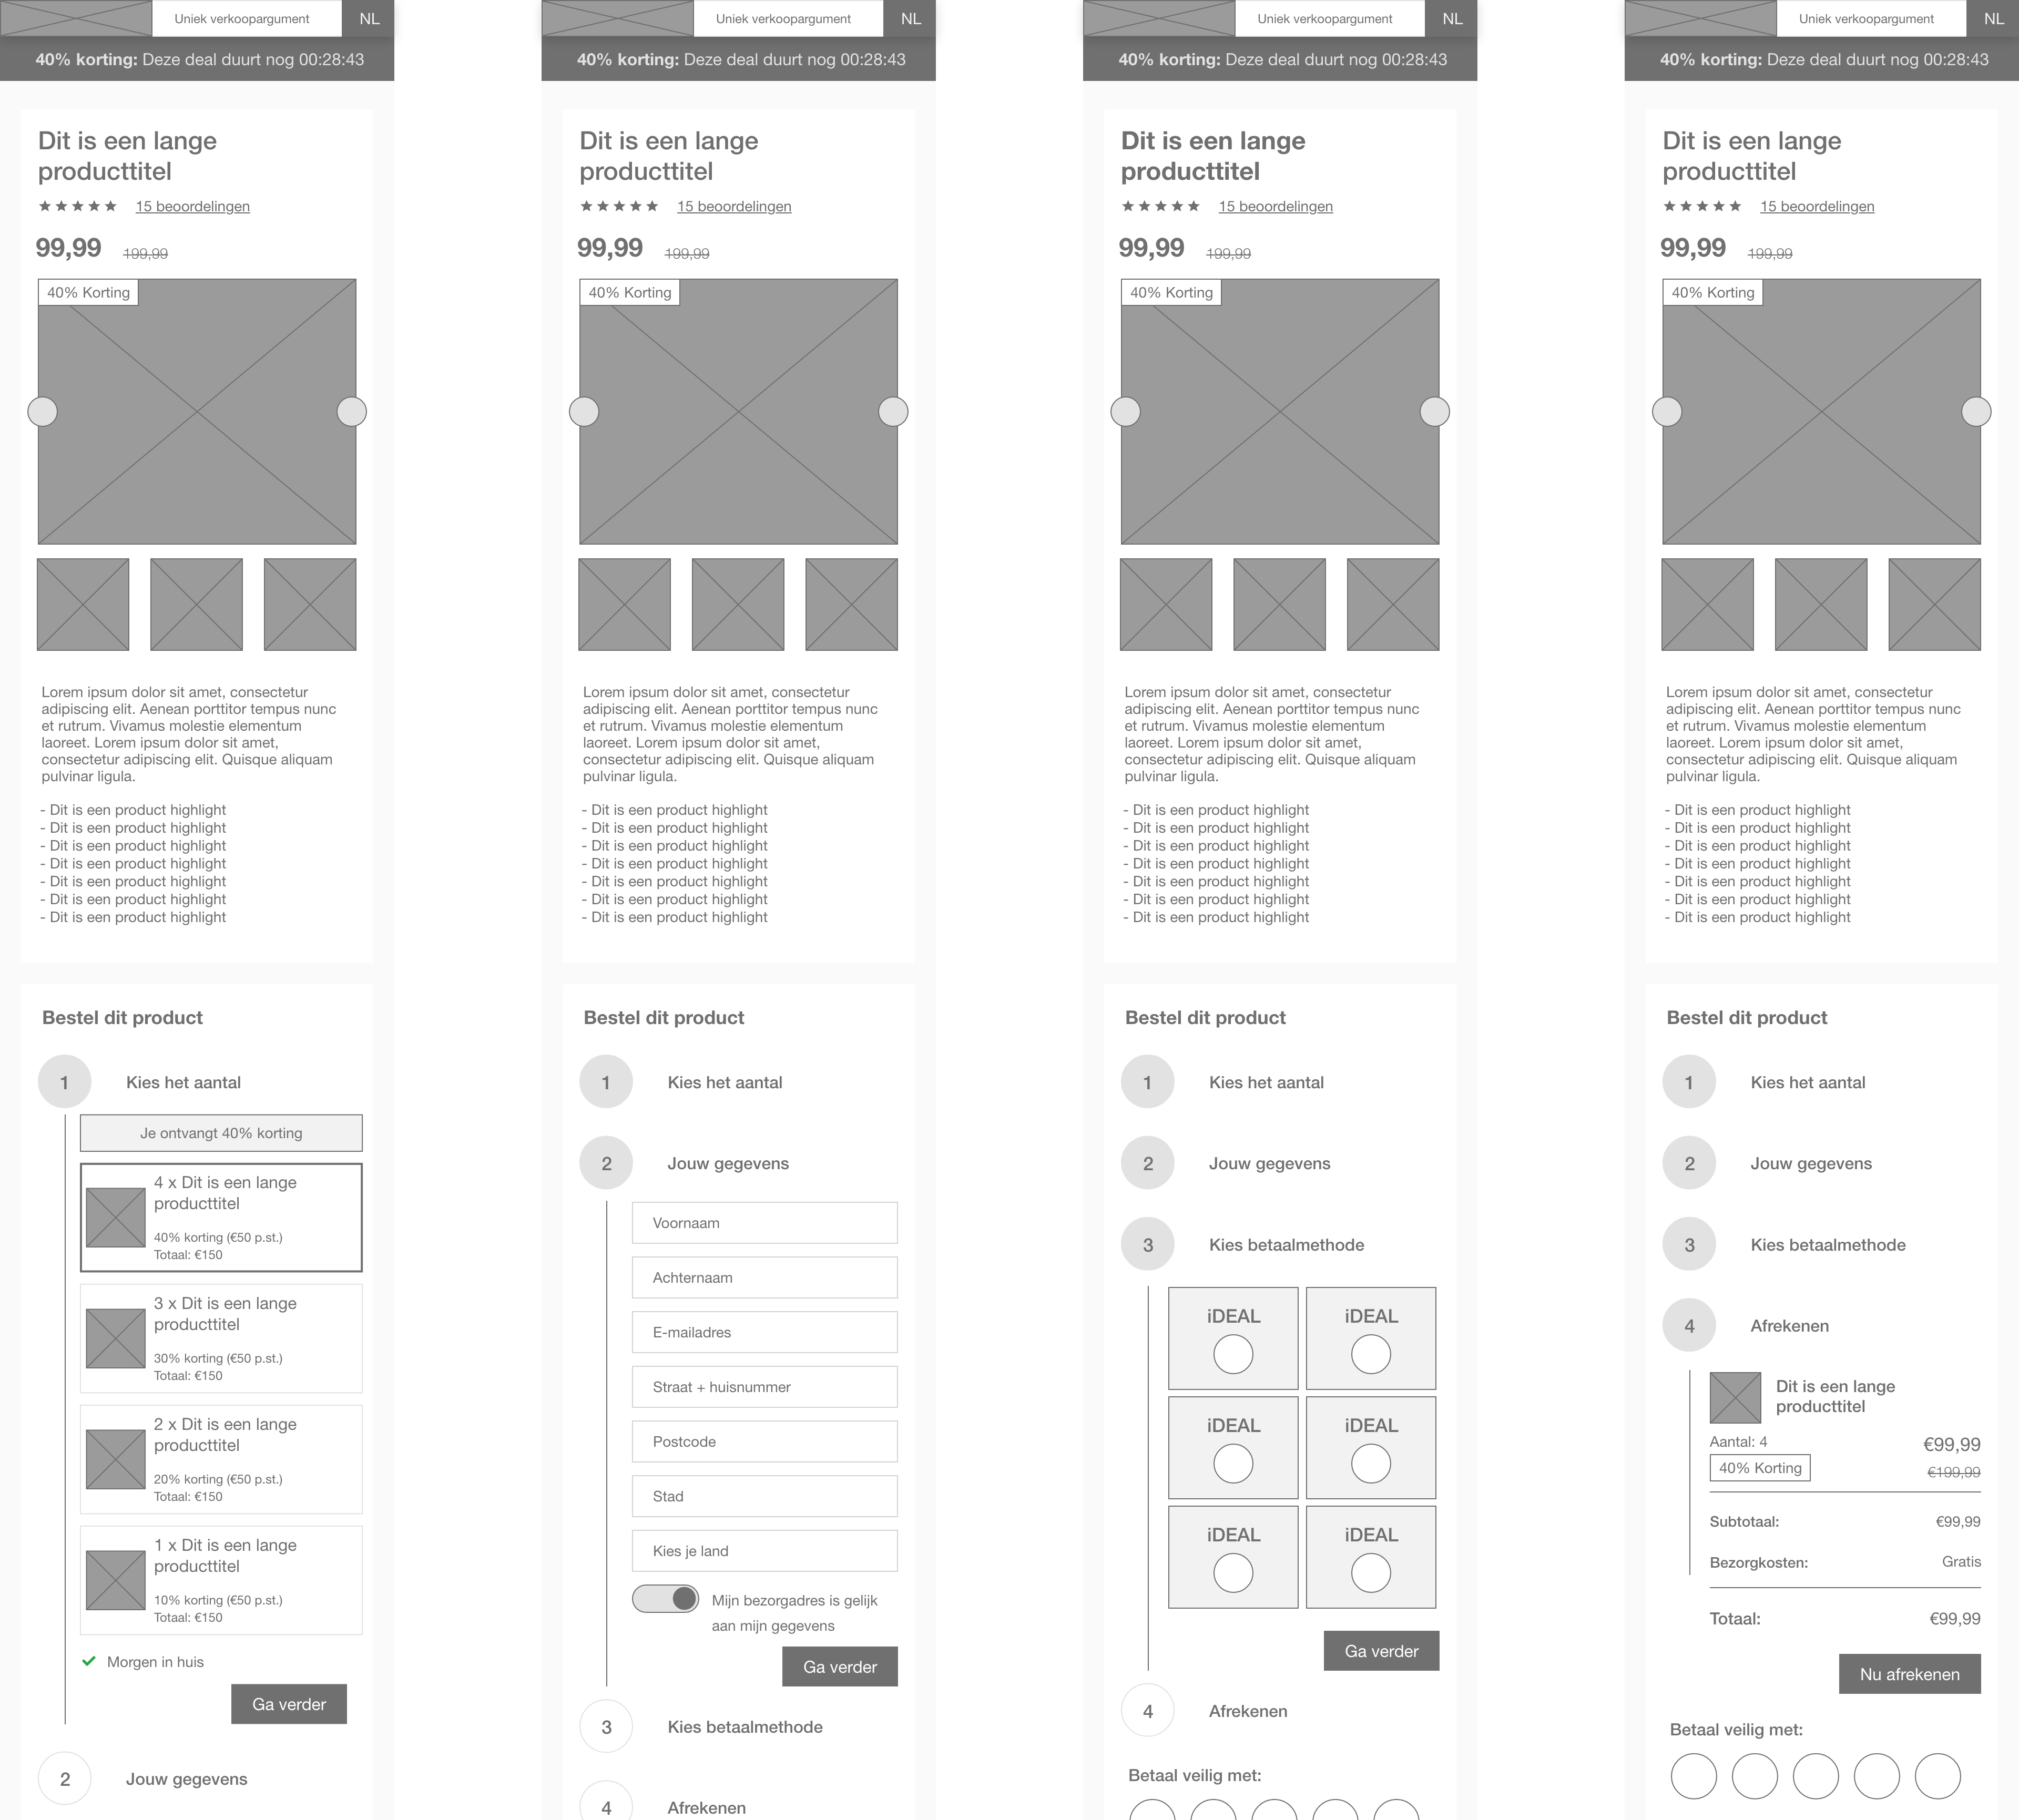 Uniek verkoopargument
NL
40% korting: Deze deal duurt nog 00:28:43
Dit is een lange
producttitel
15 beoordelingen
99,99
199,99
40% Korting
Lorem ipsum dolor sit amet, consectetur
adipiscing elit. Aenean porttitor tempus nunc
et rutrum. Vivamus molestie elementum
laoreet. Lorem ipsum dolor sit amet,
consectetur adipiscing elit. Quisque aliquam
pulvinar ligula.
- Dit is een product highlight
- Dit is een product highlight
- Dit is een product highlight
- Dit is een product highlight
- Dit is een product highlight
- Dit is een product highlight
- Dit is een product highlight
Bestel dit product
1
Kies het aantal
Je ontvangt 40% korting
4 x Dit is een lange
producttitel
40% korting (€50 p.st.)
Totaal: €150
3 x Dit is een lange
producttitel
30% korting (€50 p.st.)
Totaal: €150
2 x Dit is een lange
producttitel
20% korting (€50 p.st.)
Totaal: €150
1 x Dit is een lange
producttitel
10% korting (€50 p.st.)
Totaal: €150
Morgen in huis
Ga verder
2
Jouw gegevens
Uniek verkoopargument
NL
40% korting: Deze deal duurt nog 00:28:43
Dit is een lange
producttitel
15 beoordelingen
99,99
199,99
40% Korting
Lorem ipsum dolor sit amet, consectetur
adipiscing elit. Aenean porttitor tempus nunc
et rutrum. Vivamus molestie elementum
laoreet. Lorem ipsum dolor sit amet,
consectetur adipiscing elit. Quisque aliquam
pulvinar ligula.
- Dit is een product highlight
- Dit is een product highlight
- Dit is een product highlight
- Dit is een product highlight
- Dit is een product highlight
- Dit is een product highlight
- Dit is een product highlight
Bestel dit product
1
Kies het aantal
2
Jouw gegevens
Voornaam
Achternaam
E-mailadres
Straat + huisnummer
Postcode
Stad
Kies je land
Mijn bezorgadres is gelijk
aan mijn gegevens
Ga verder
3
Kies betaalmethode
4
Afrekenen
Uniek verkoopargument
NL
40% korting: Deze deal duurt nog 00:28:43
Dit is een lange
producttitel
15 beoordelingen
99,99
199,99
40% Korting
Lorem ipsum dolor sit amet, consectetur
adipiscing elit. Aenean porttitor tempus nunc
et rutrum. Vivamus molestie elementum
laoreet. Lorem ipsum dolor sit amet,
consectetur adipiscing elit. Quisque aliquam
pulvinar ligula.
- Dit is een product highlight
- Dit is een product highlight
- Dit is een product highlight
- Dit is een product highlight
- Dit is een product highlight
- Dit is een product highlight
- Dit is een product highlight
Bestel dit product
1
Kies het aantal
2
Jouw gegevens
3
Kies betaalmethode
iDEAL
iDEAL
iDEAL
iDEAL
iDEAL
iDEAL
Ga verder
4
Afrekenen
Betaal veilig met:
Uniek verkoopargument
NL
40% korting: Deze deal duurt nog 00:28:43
Dit is een lange
producttitel
15 beoordelingen
99,99
199,99
40% Korting
Lorem ipsum dolor sit amet, consectetur
adipiscing elit. Aenean porttitor tempus nunc
et rutrum. Vivamus molestie elementum
laoreet. Lorem ipsum dolor sit amet,
consectetur adipiscing elit. Quisque aliquam
pulvinar ligula.
- Dit is een product highlight
- Dit is een product highlight
- Dit is een product highlight
- Dit is een product highlight
- Dit is een product highlight
- Dit is een product highlight
- Dit is een product highlight
Bestel dit product
1
Kies het aantal
2
Jouw gegevens
3
Kies betaalmethode
4
Afrekenen
Dit is een lange
producttitel
Aantal: 4
€99,99
40% Korting
€199,99
Subtotaal:
€99,99
Bezorgkosten:
Gratis
Totaal:
€99,99
Nu afrekenen
Betaal veilig met: